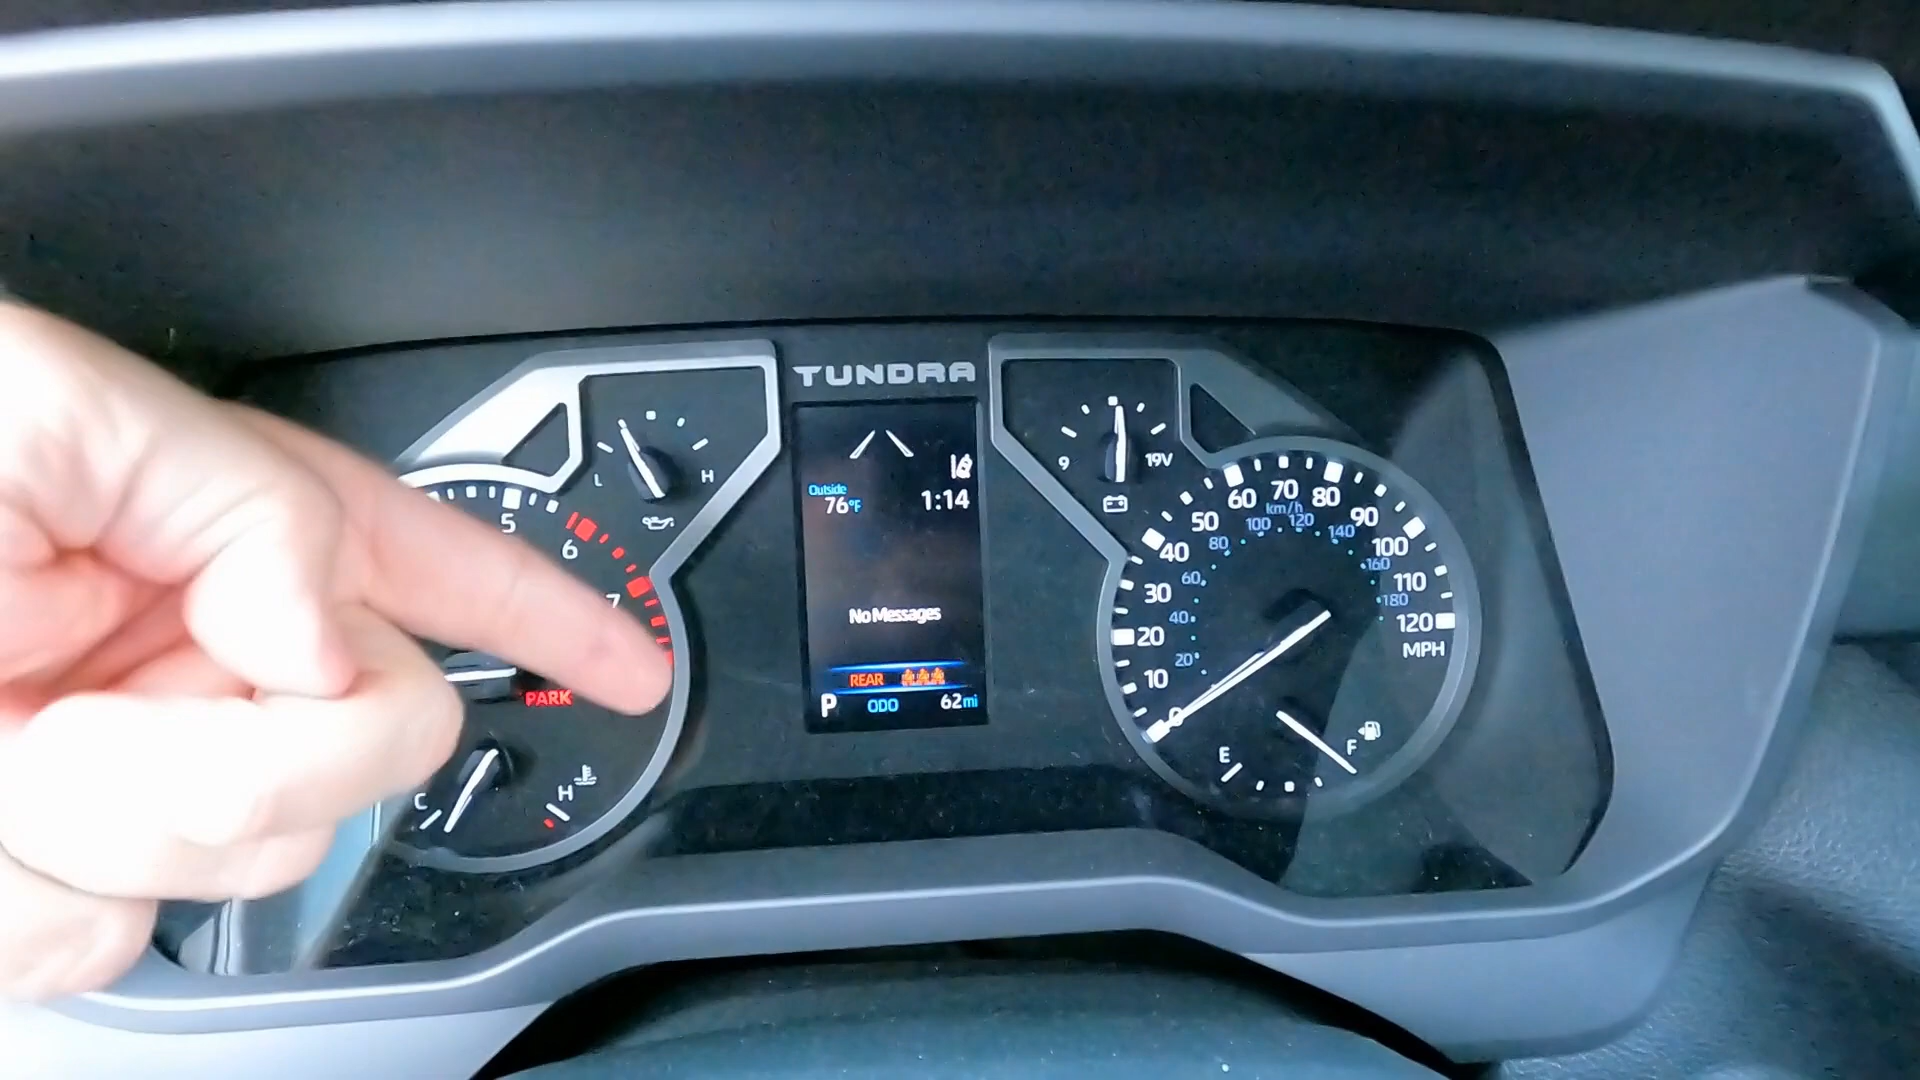 TUNDRA
L
H
5
6
7
PARK
C
H
Outside
76°F
1:14
No Messages
REAR
P
ODO
62mi
9
19V
0
10
20
30
40
50
60
70
80
90
100
110
120
MPH
km/h
20
40
60
80
100
120
140
160
180
E
F